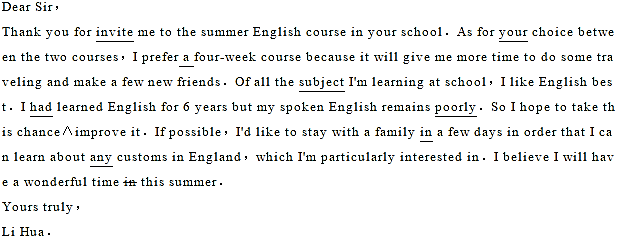 Dear Sir，
Thank you for invite me to the summer English course in your school. As for your choice betwe
en the two courses，I prefer a four-week course because it will give me more time to do some tra
veling and make a few new friends. Of all the subject I'm learning at school，I like English bes
t. I had learned English for 6 years but my spoken English remains poorly. So I hope to take th
is chance∧improve it. If possible，I'd like to stay with a family in a few days in order that I ca
n learn about any customs in England，which I'm particularly interested in. I believe I will hav
e a wonderful time in this summer.
Yours truly，
Li Hua.